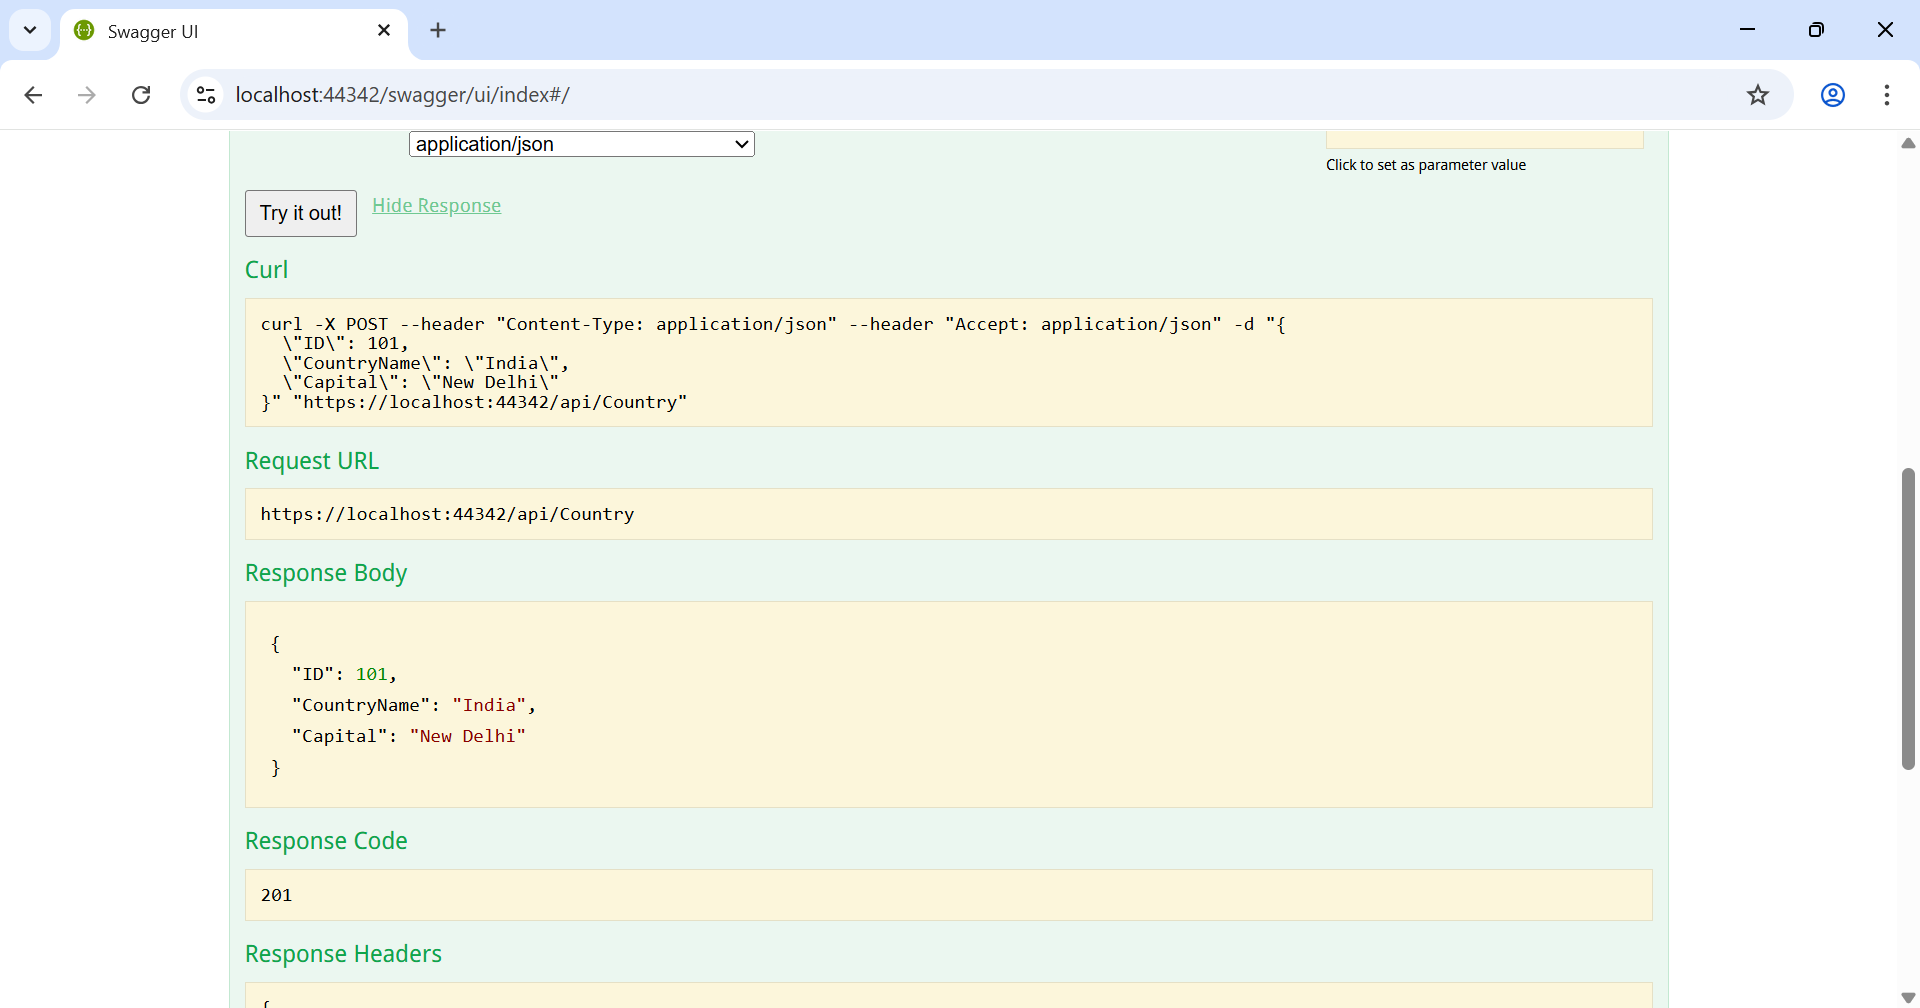 Swagger UI
localhost:44342/swagger/ui/index#/
application/json
Click to set as parameter value
Try it out! Hide Response
Curl
curl -X POST --header "Content-Type: application/json" --header "Accept: application/json" -d "{
  \"ID\": 101,
  \"CountryName\": \"India\",
  \"Capital\": \"New Delhi\"
}" "https://localhost:44342/api/Country"
Request URL
https://localhost:44342/api/Country
Response Body
{
  "ID": 101,
  "CountryName": "India",
  "Capital": "New Delhi"
}
Response Code
201
Response Headers
{